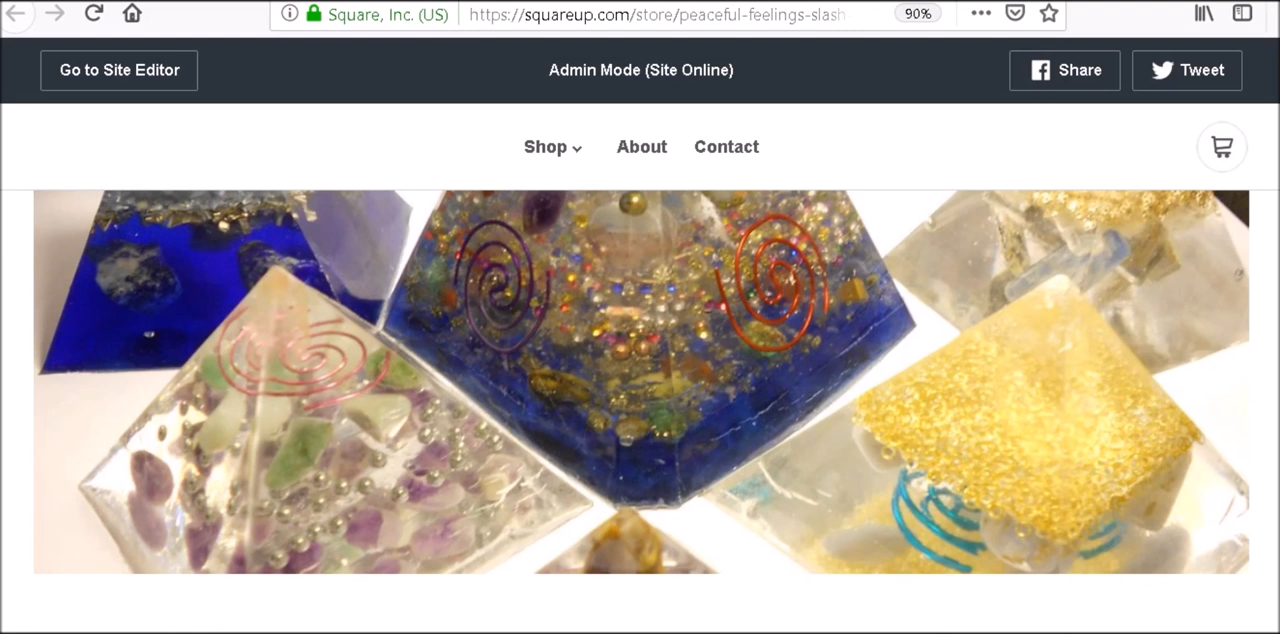 Square, Inc. (US) https://squareup.com/store/peaceful-feelings-slash 90%
Go to Site Editor Admin Mode (Site Online) Share Tweet
Shop About Contact